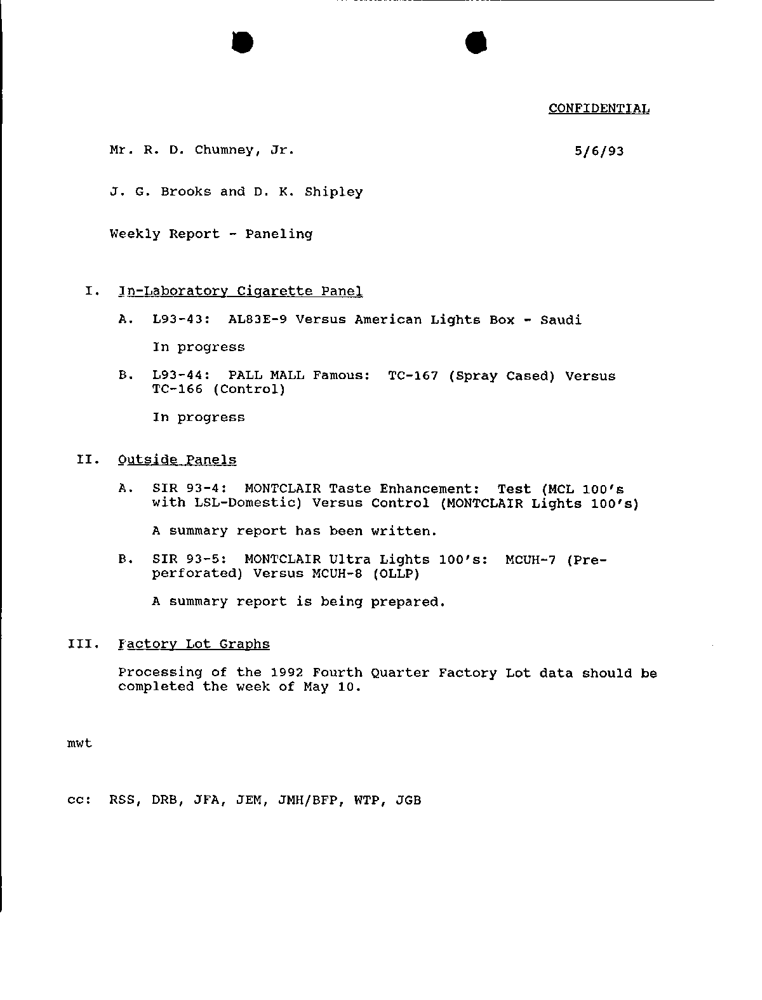 CONFIDENTIAL
Mr. R. D. Chumney, Jr. 5/6/93
J. G. Brooks and D. K. Shipley
Weekly Report - Paneling
I. In-Laboratory Cigarette Panel
A. L93-43: AL83E-9 Versus American Lights Box - Saudi
In progress
B. L93-44: PALL MALL Famous: TC-167 (Spray Cased) Versus
TC-166 (Control)
In progress
II. Outside Panels
A. SIR 93-4: MONTCLAIR Taste Enhancement: Test (MCL 100's
with LSL-Domestic) Versus Control (MONTCLAIR Lights 100's)
A summary report has been written.
B. SIR 93-5: MONTCLAIR Ultra Lights 100's: MCUH-7 (Pre-
perforated) Versus MCUH-8 (OLLP)
A summary report is being prepared.
III. Factory Lot Graphs
Processing of the 1992 Fourth Quarter Factory Lot data should be
completed the week of May 10.
mwt
cc: RSS, DRB, JFA, JEM, JMH/BFP, WTP, JGB